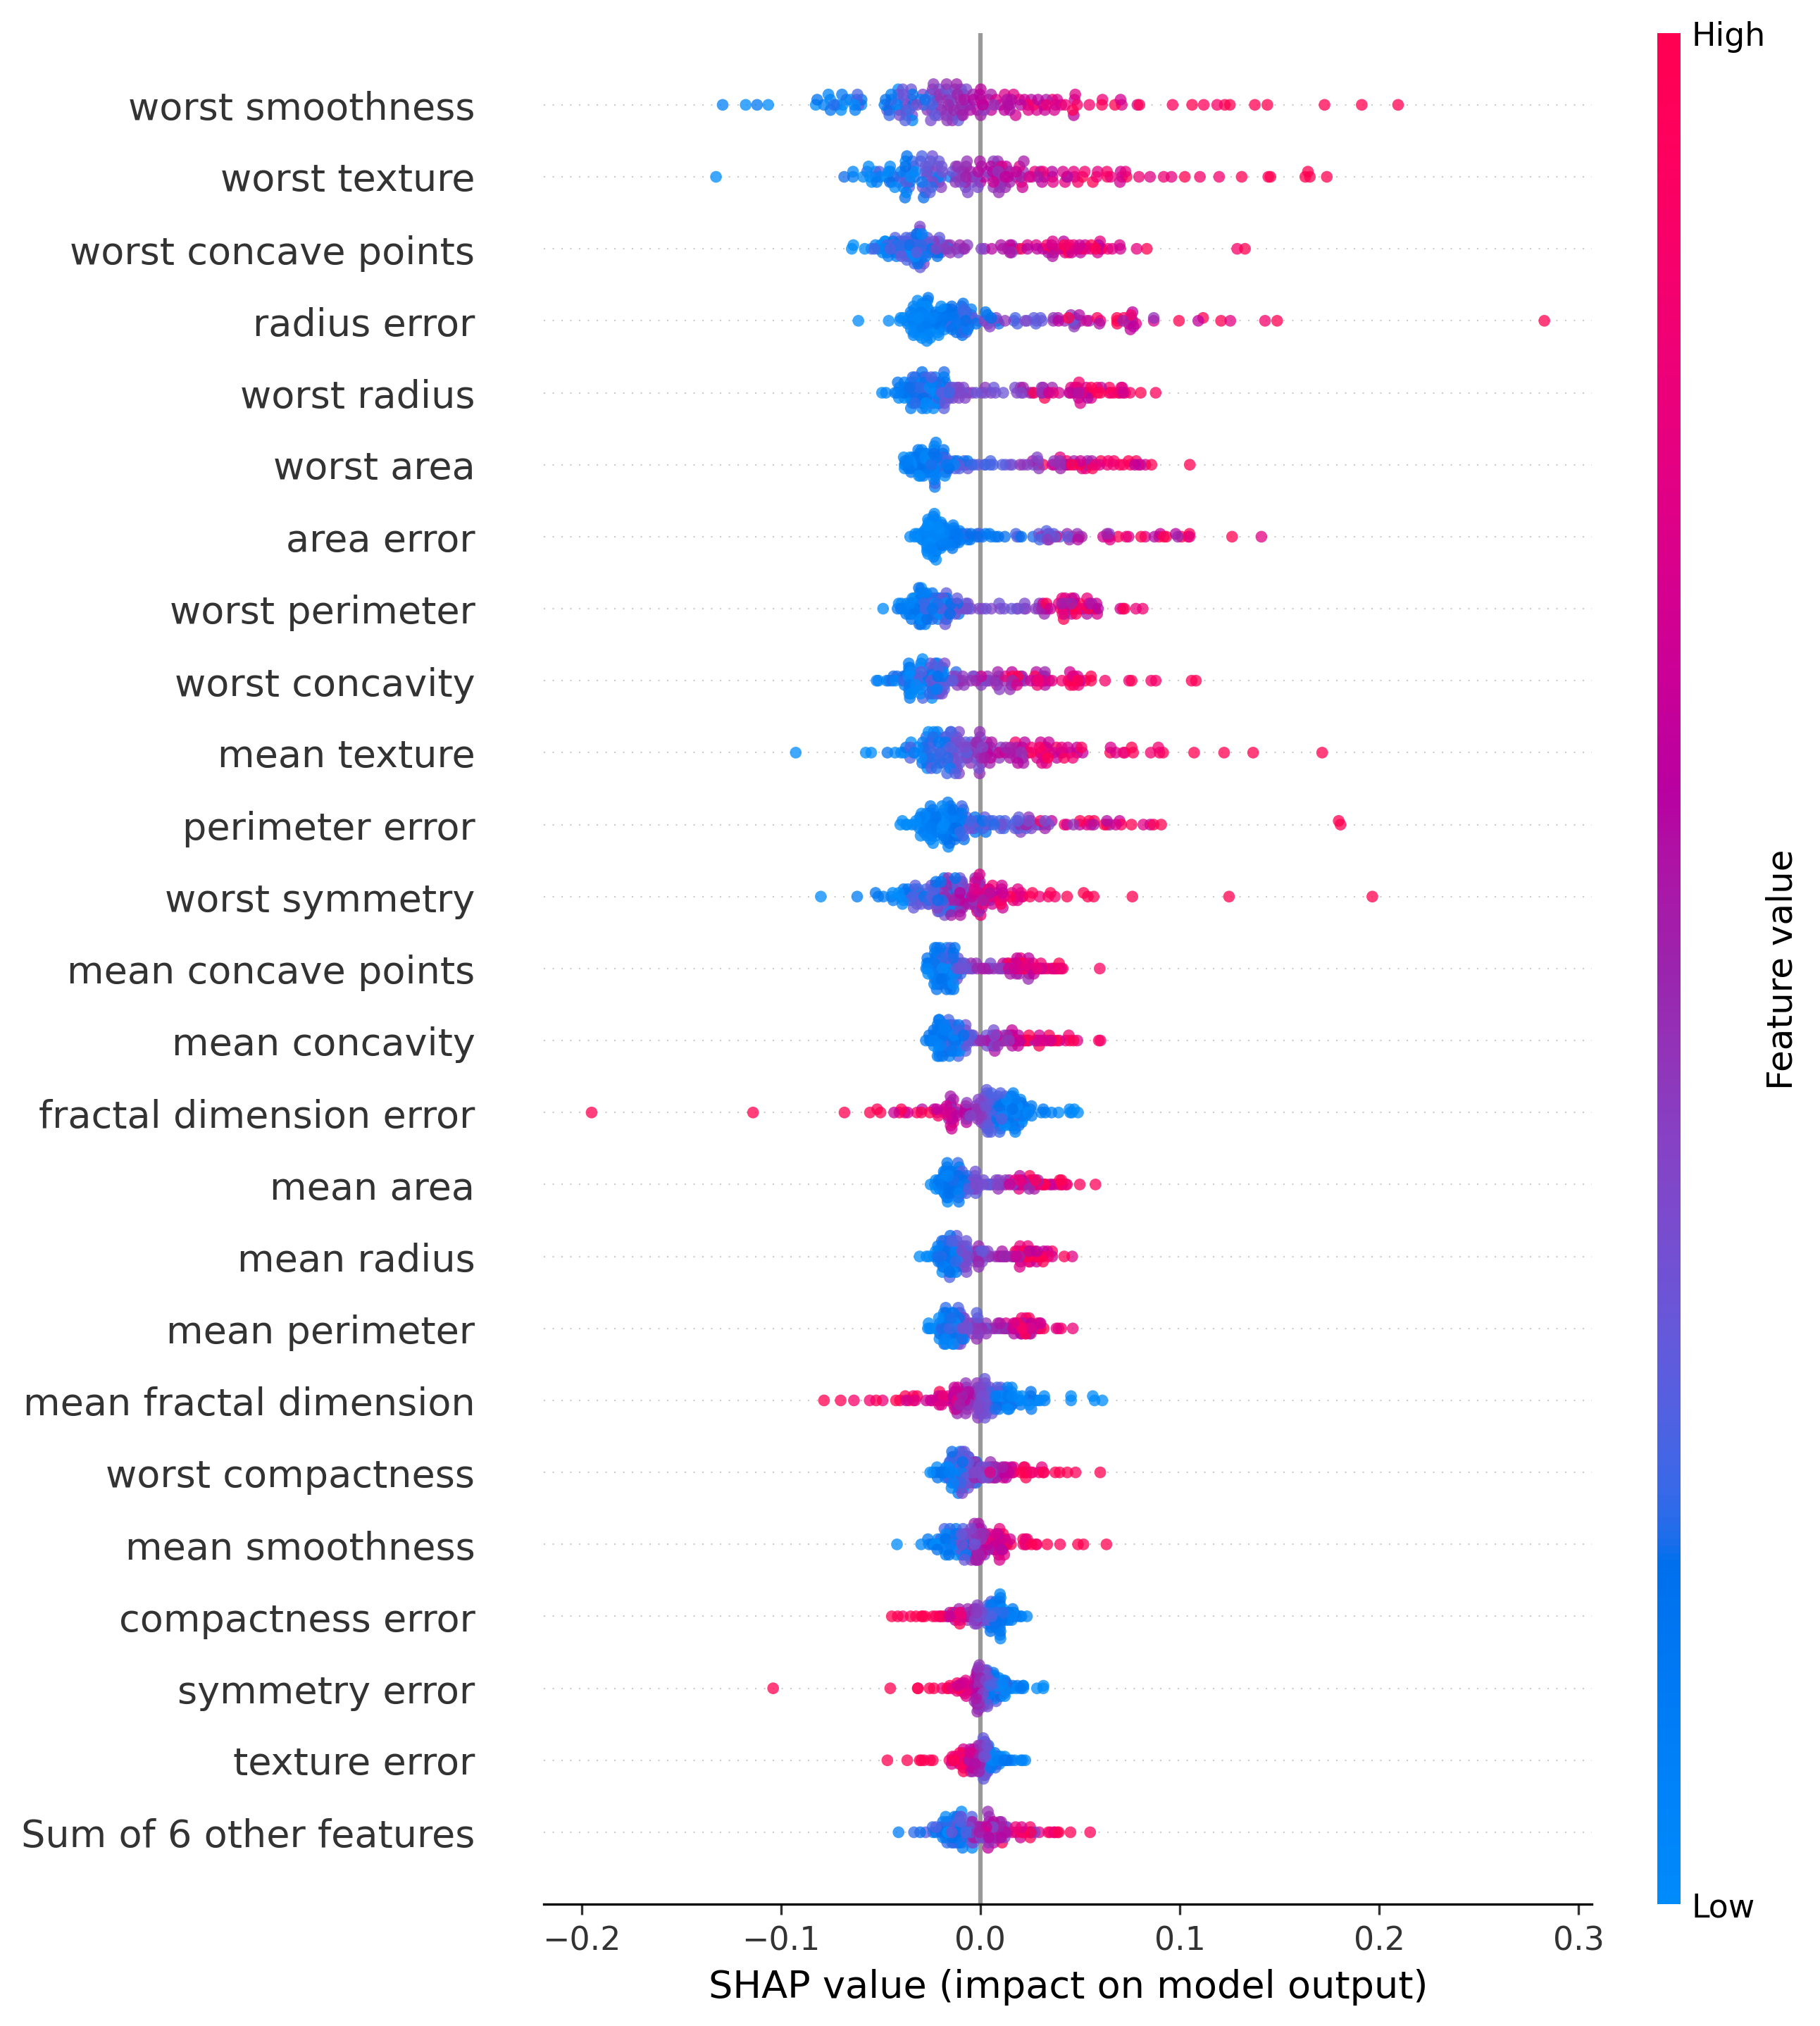 High
worst smoothness
worst texture
worst concave points
radius error
worst radius
worst area
area error
worst perimeter
worst concavity
mean texture
perimeter error
worst symmetry
mean concave points
mean concavity
fractal dimension error
mean area
mean radius
mean perimeter
mean fractal dimension
worst compactness
mean smoothness
compactness error
symmetry error
texture error
Sum of 6 other features
Feature value
Low
−0.2 −0.1 0.0 0.1 0.2 0.3
SHAP value (impact on model output)